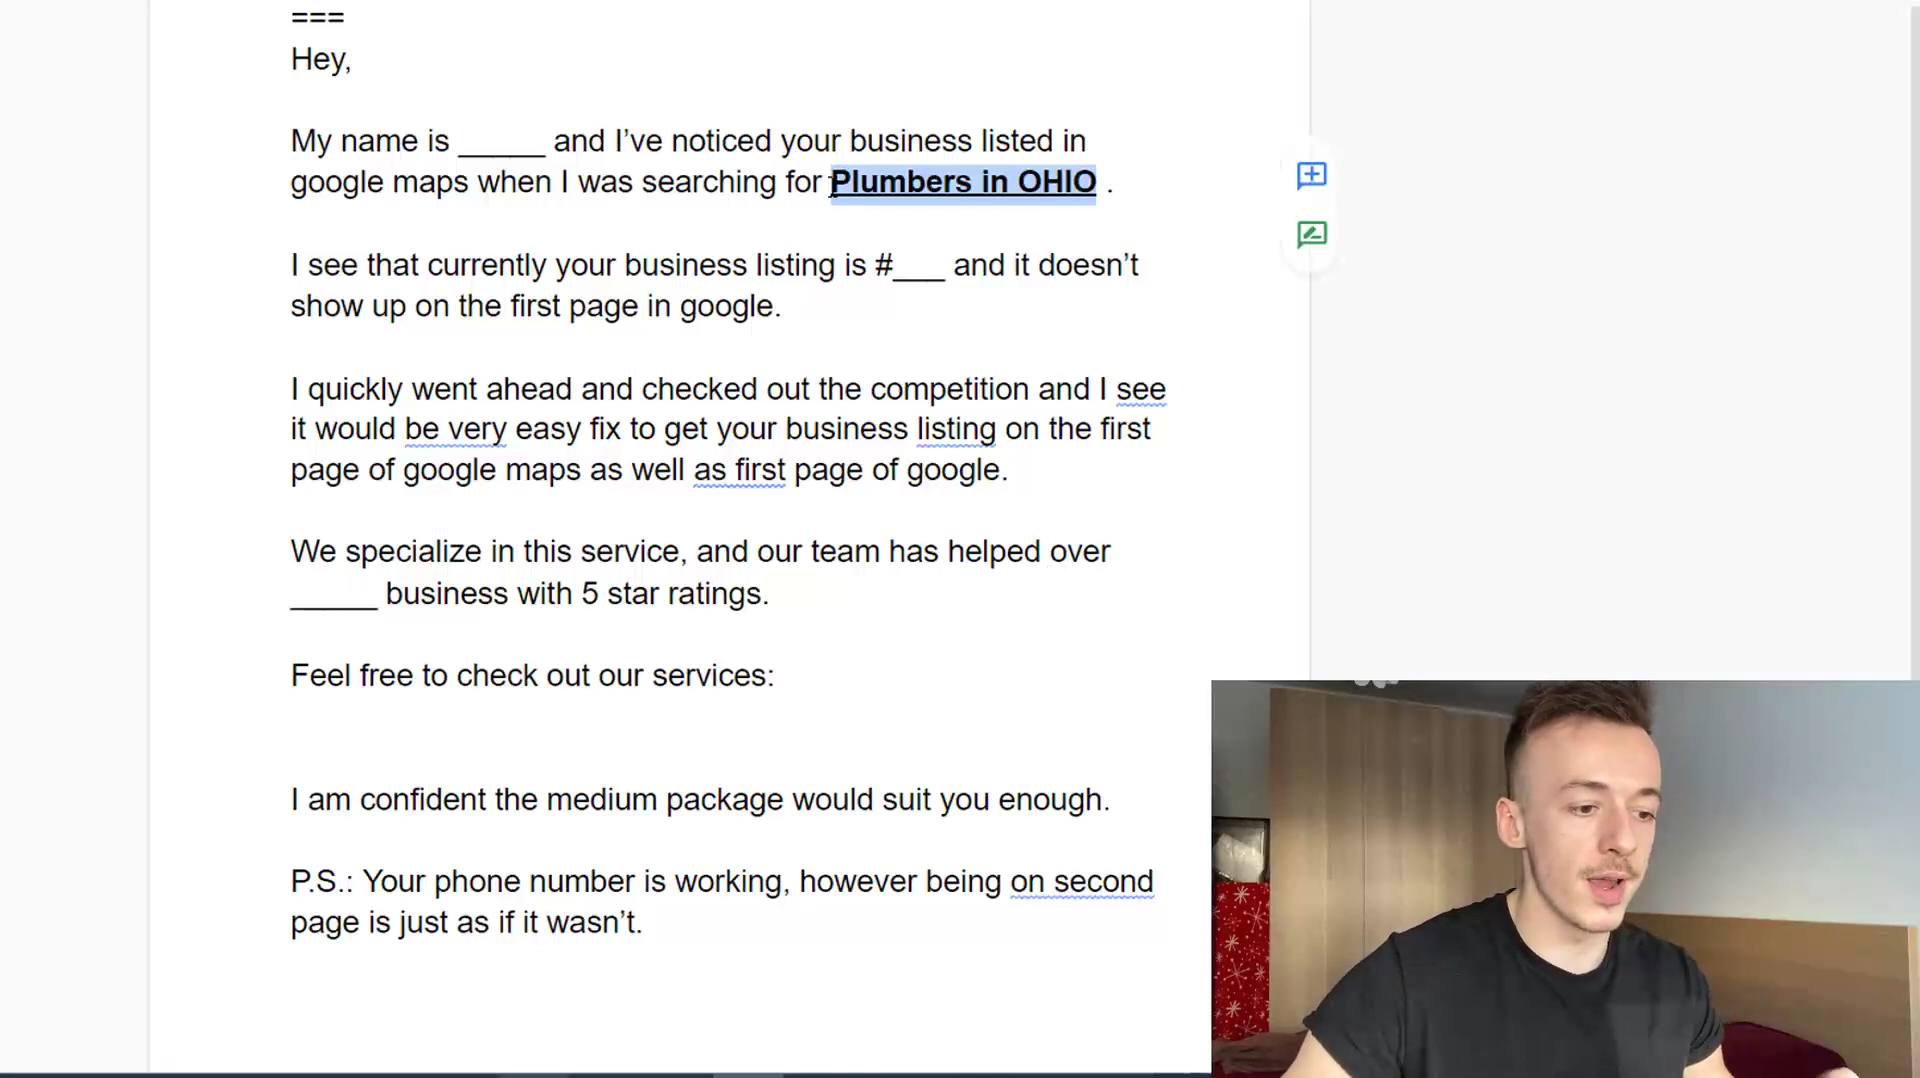 ===
Hey,
My name is _____ and I’ve noticed your business listed in
google maps when I was searching for Plumbers in OHIO .
I see that currently your business listing is #___ and it doesn’t
show up on the first page in google.
I quickly went ahead and checked out the competition and I see
it would be very easy fix to get your business listing on the first
page of google maps as well as first page of google.
We specialize in this service, and our team has helped over
_____ business with 5 star ratings.
Feel free to check out our services:
I am confident the medium package would suit you enough.
P.S.: Your phone number is working, however being on second
page is just as if it wasn’t.